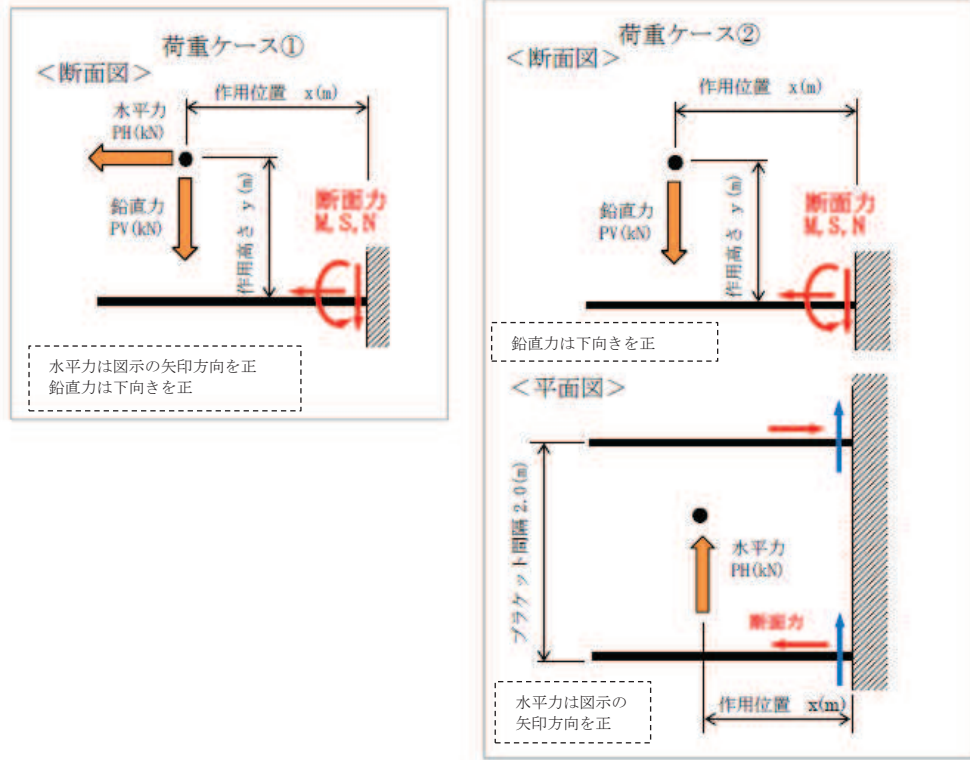 荷重ケース①
＜断面図＞
作用位置 x(m)
水平力
PH(kN)
鉛直力
PV(kN)
作用高さ y(m)
断面力
M,S,N
水平力は図示の矢印方向を正
鉛直力は下向きを正
荷重ケース②
＜断面図＞
作用位置 x(m)
鉛直力
PV(kN)
作用高さ y(m)
断面力
M,S,N
鉛直力は下向きを正
＜平面図＞
ブラケット間隔 2.0(m)
水平力
PH(kN)
断面力
作用位置 x(m)
水平力は図示の
矢印方向を正